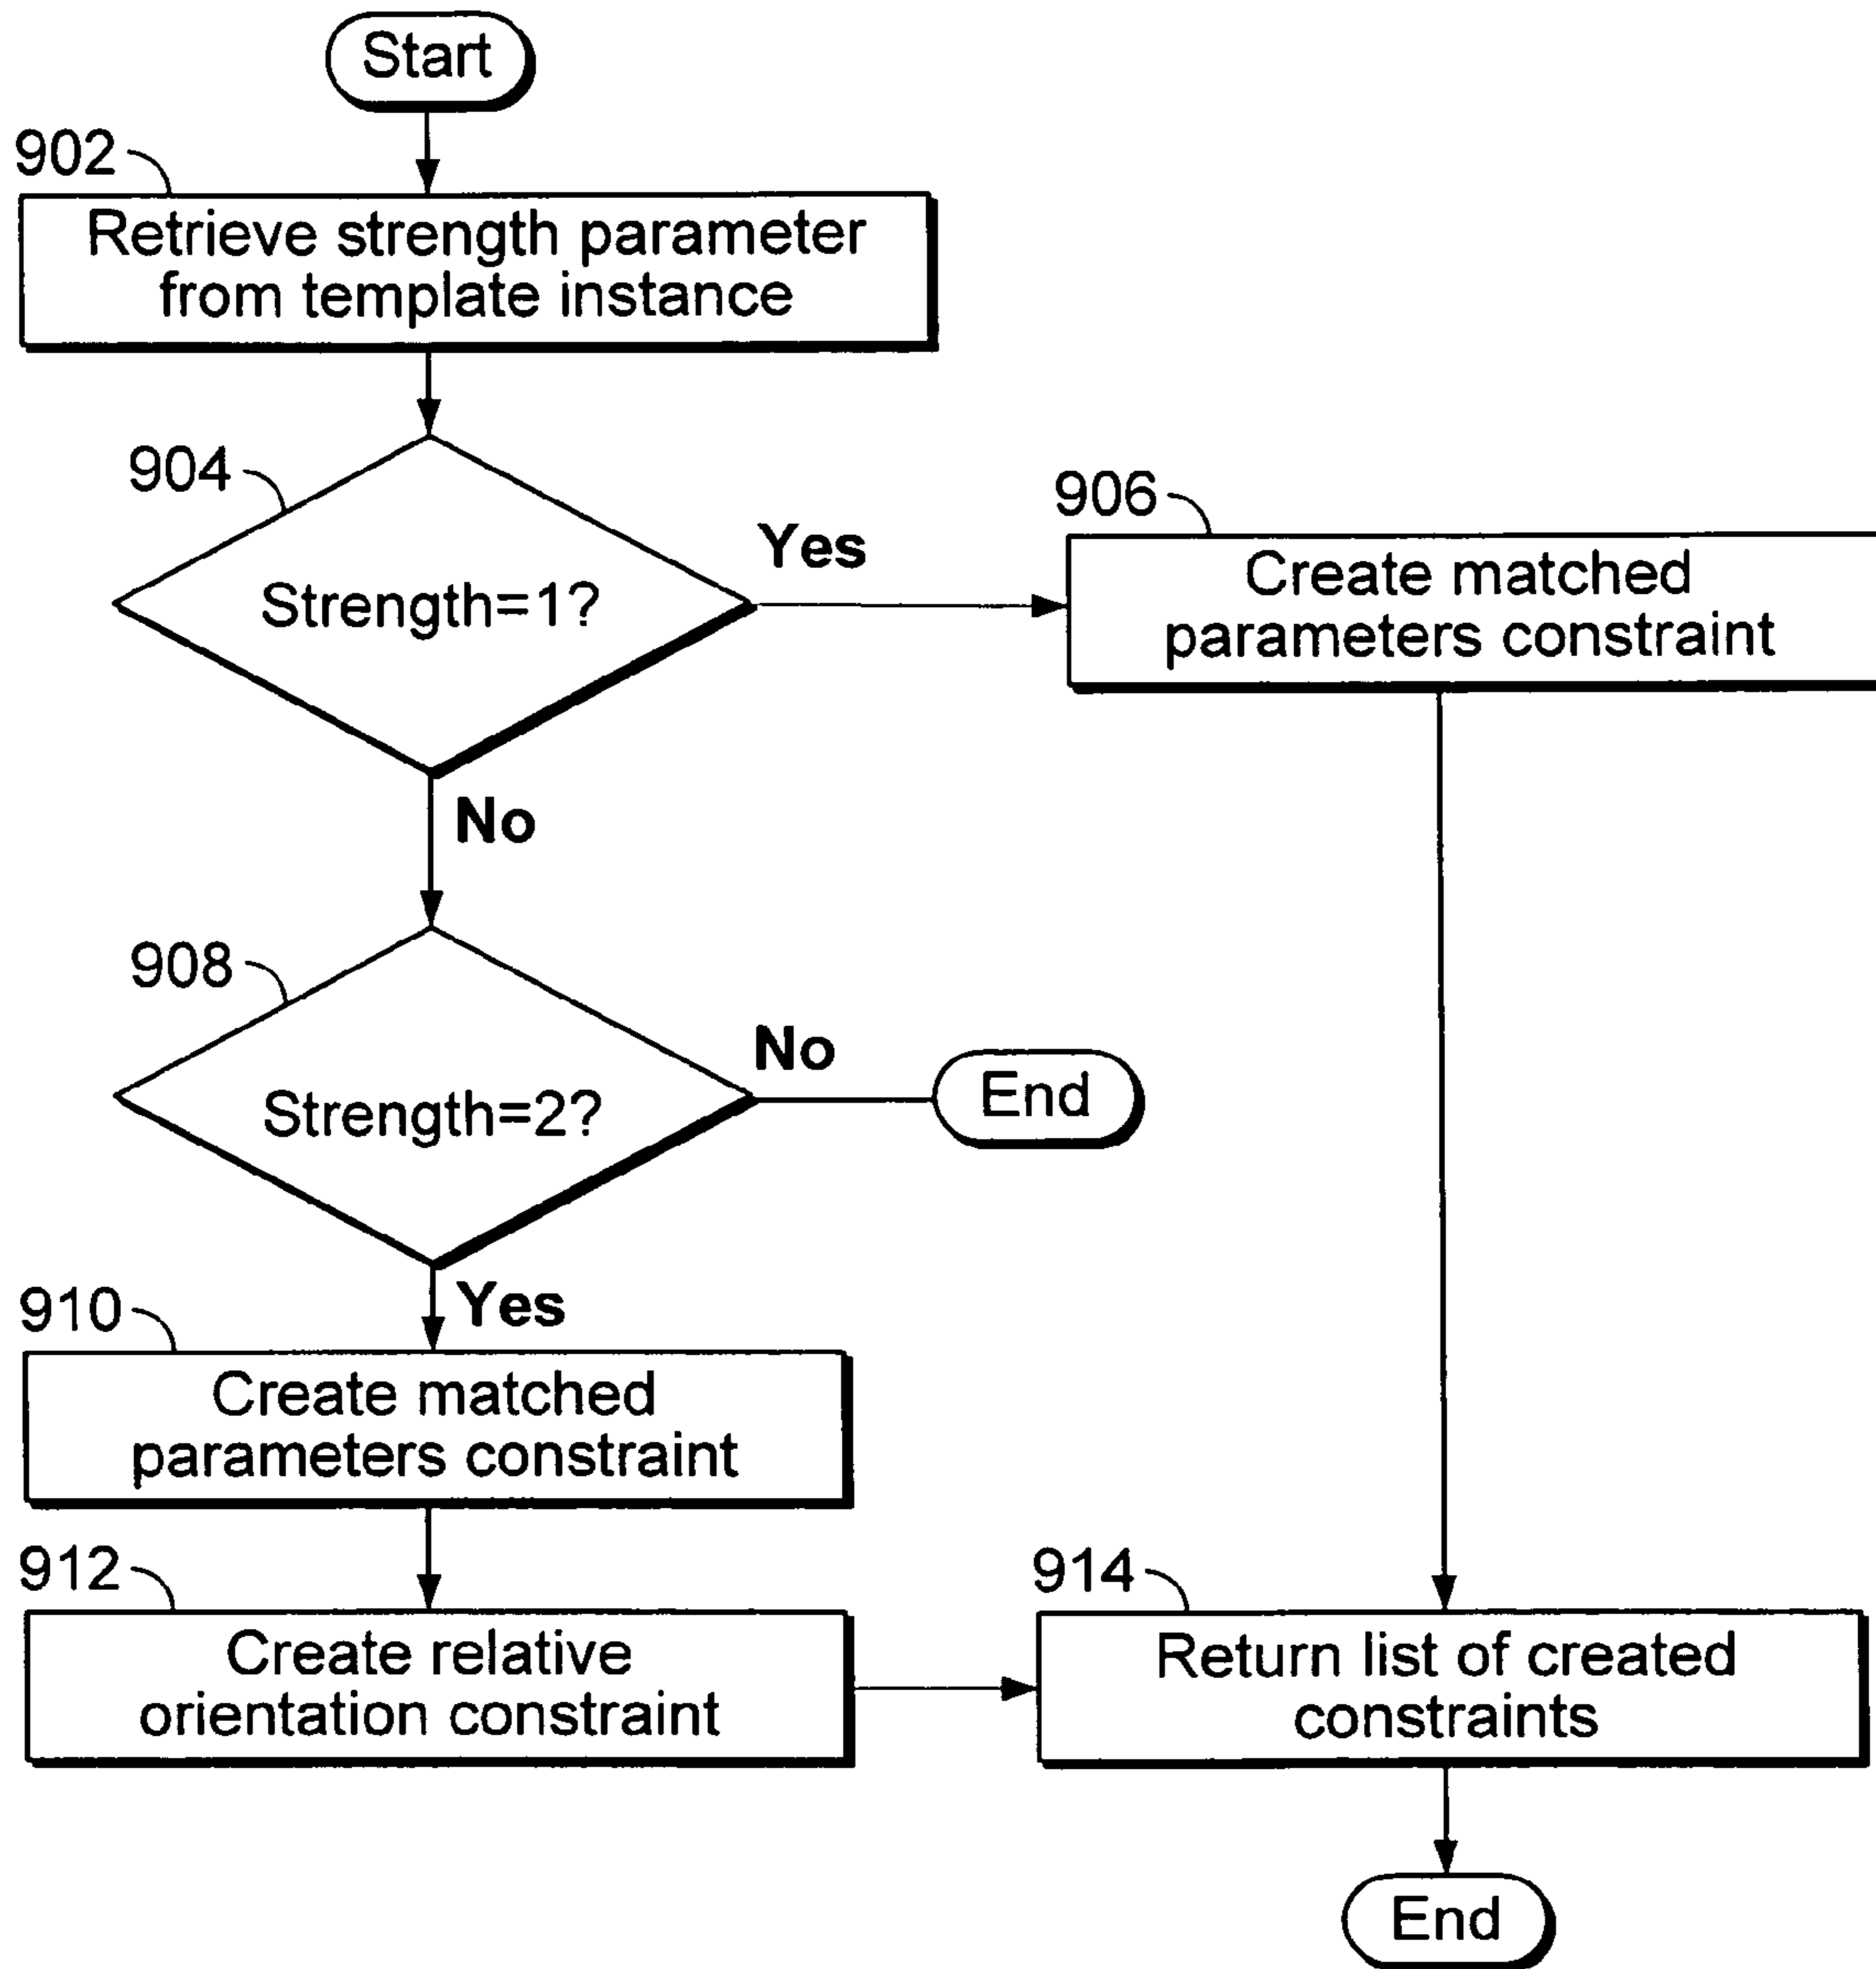 Start
902
Retrieve strength parameter
from template instance
904
Strength=1?
Yes
906
Create matched
parameters constraint
No
908
Strength=2?
No
End
Yes
910
Create matched
parameters constraint
912
Create relative
orientation constraint
914
Return list of created
constraints
End